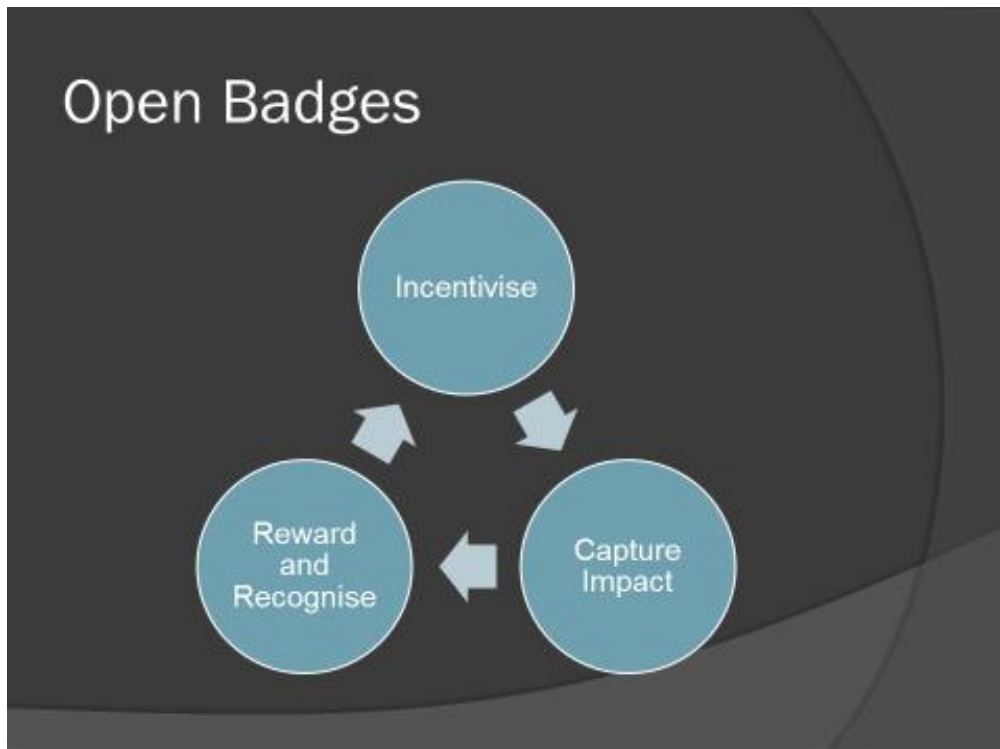 Open Badges
Incentivise
Capture
Impact
Reward
and
Recognise